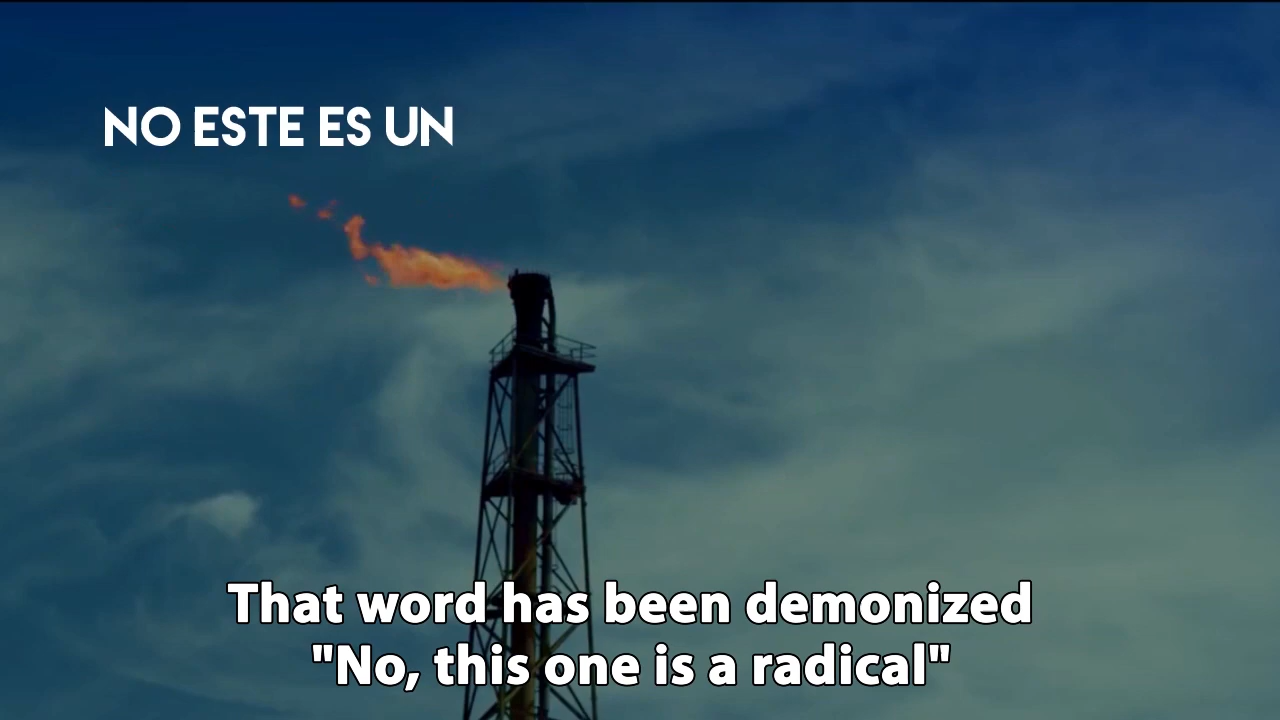 NO ESTE ES UN
That word has been demonized
"No, this one is a radical"